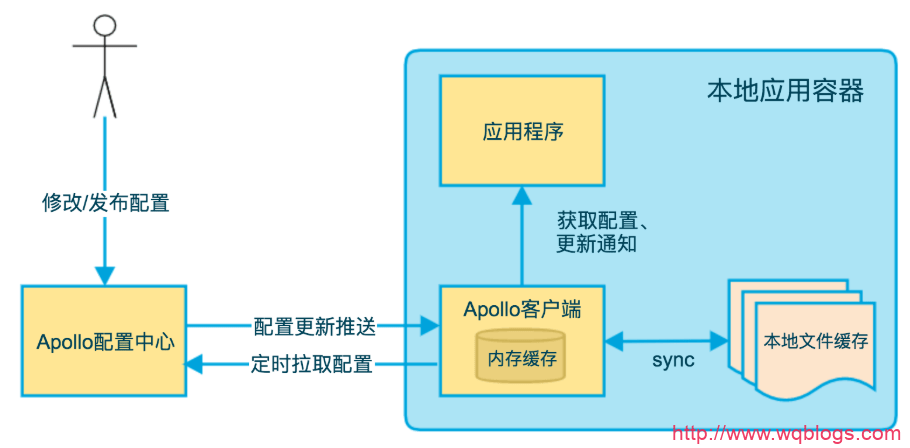 本地应用容器
应用程序
修改/发布配置
获取配置、
更新通知
Apollo配置中心
配置更新推送
定时拉取配置
Apollo客户端
内存缓存
sync
本地文件缓存
http://www.wqblogs.com